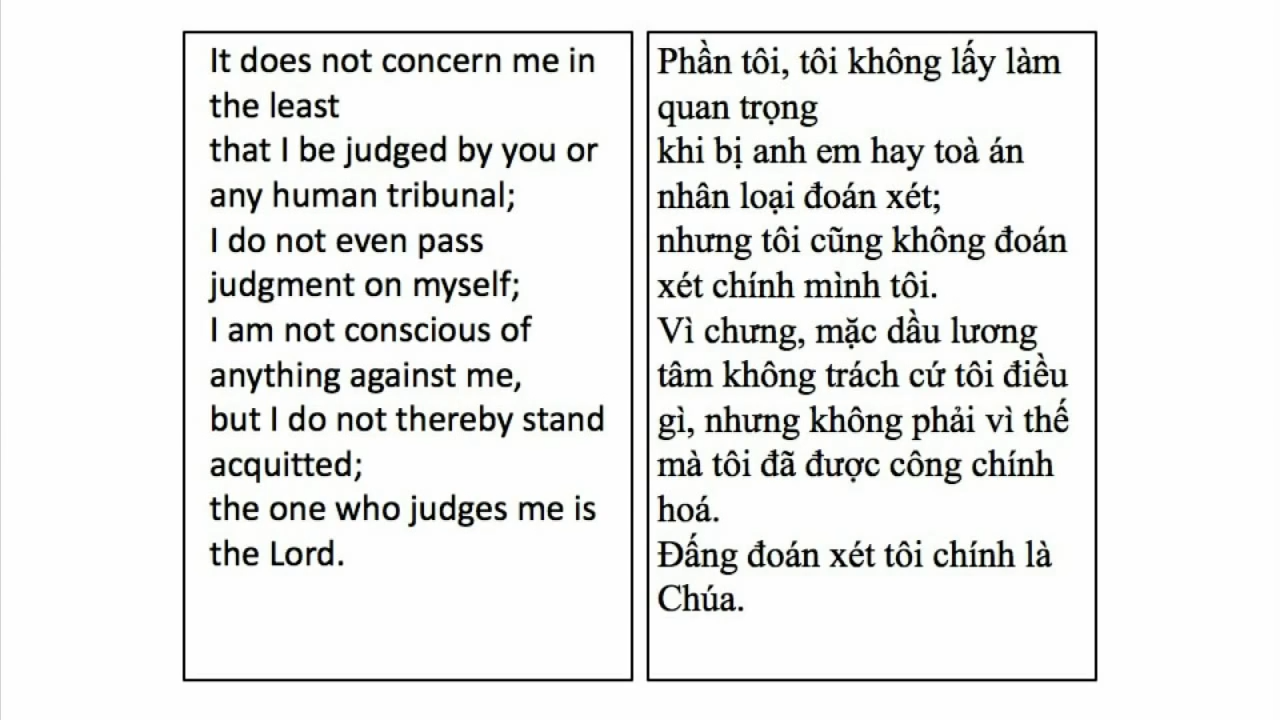 It does not concern me in
the least
that I be judged by you or
any human tribunal;
I do not even pass
judgment on myself;
I am not conscious of
anything against me,
but I do not thereby stand
acquitted;
the one who judges me is
the Lord.
Phần tôi, tôi không lấy làm
quan trọng
khi bị anh em hay toà án
nhân loại đoán xét;
nhưng tôi cũng không đoán
xét chính mình tôi.
Vì chưng, mặc dầu lương
tâm không trách cứ tôi điều
gì, nhưng không phải vì thế
mà tôi đã được công chính
hoá.
Đấng đoán xét tôi chính là
Chúa.